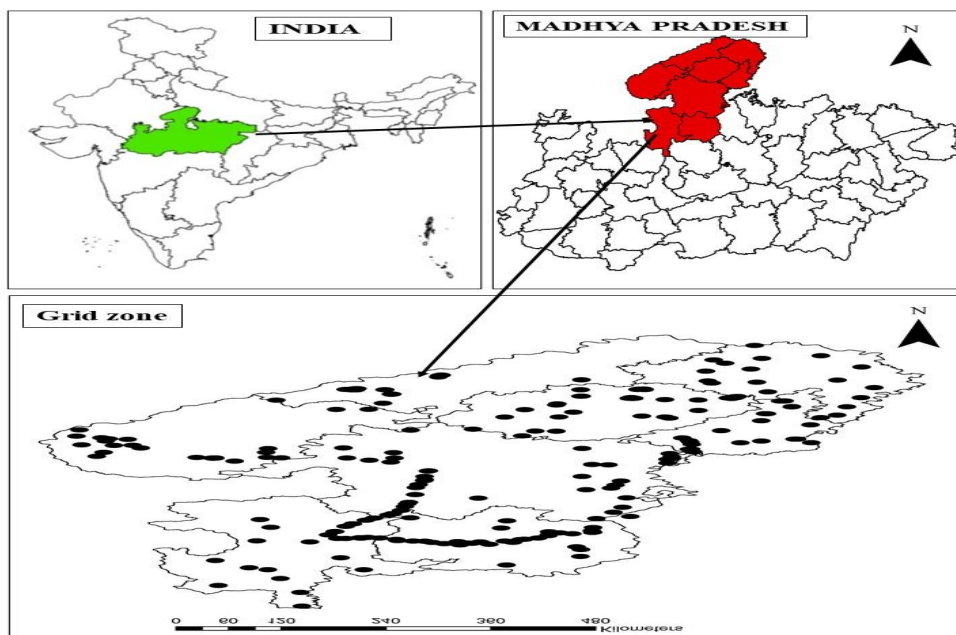 INDIA
MADHYA PRADESH
N
Grid zone
N
0 60 120 240 360 480
Kilometers